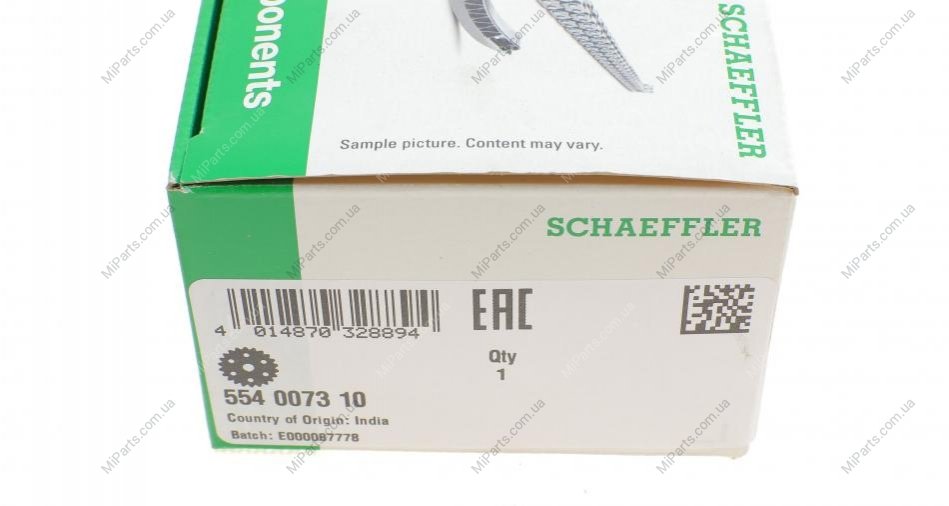 ponents
SCHAEFFLER
Sample picture. Content may vary.
SCHAEFFLER
4 014870 328894
EAC
Qty
1
554 0073 10
Country of Origin: India
Batch: E000087778
MiParts.com.ua